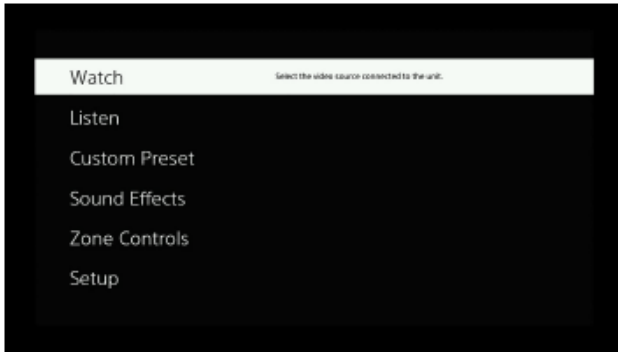 Watch
Select the video source connected to the unit.
Listen
Custom Preset
Sound Effects
Zone Controls
Setup